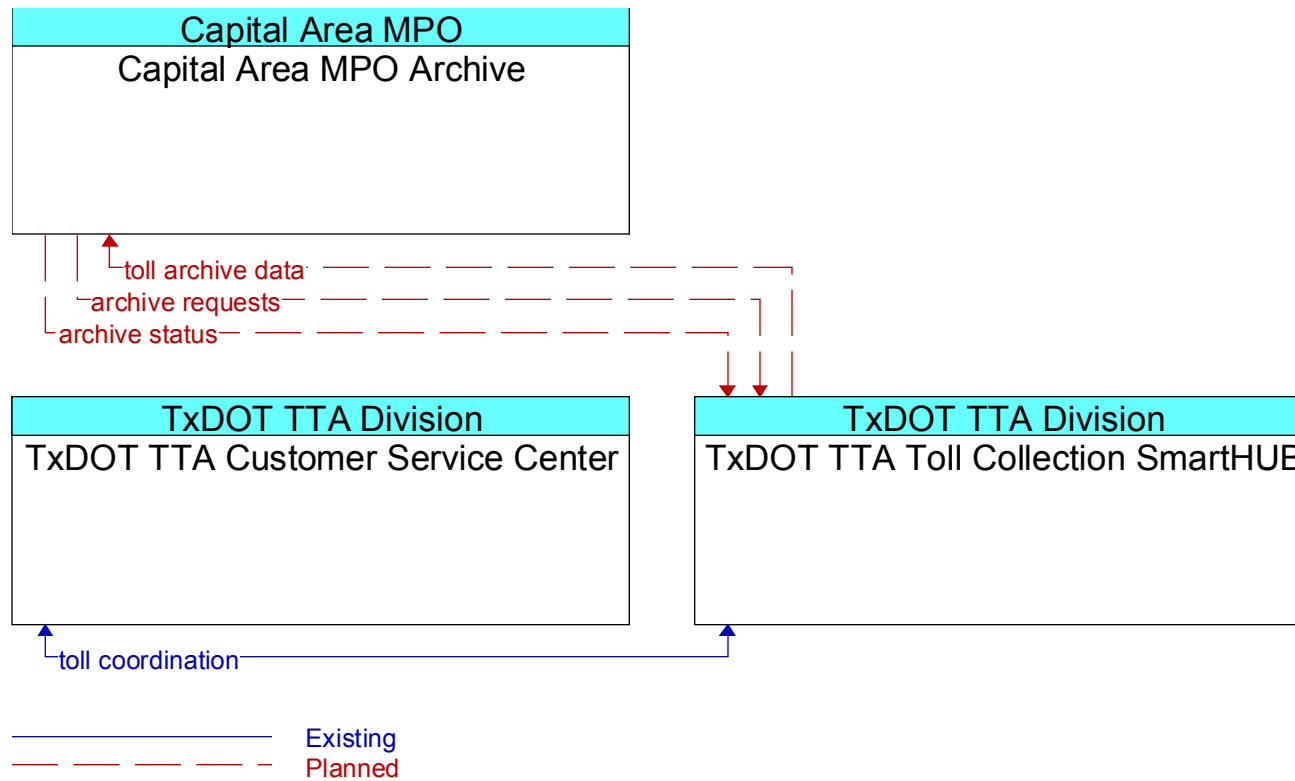 Capital Area MPO
Capital Area MPO Archive
toll archive data
archive requests
archive status
TxDOT TTA Division
TxDOT TTA Customer Service Center
TxDOT TTA Division
TxDOT TTA Toll Collection SmartHUB
toll coordination
Existing
Planned